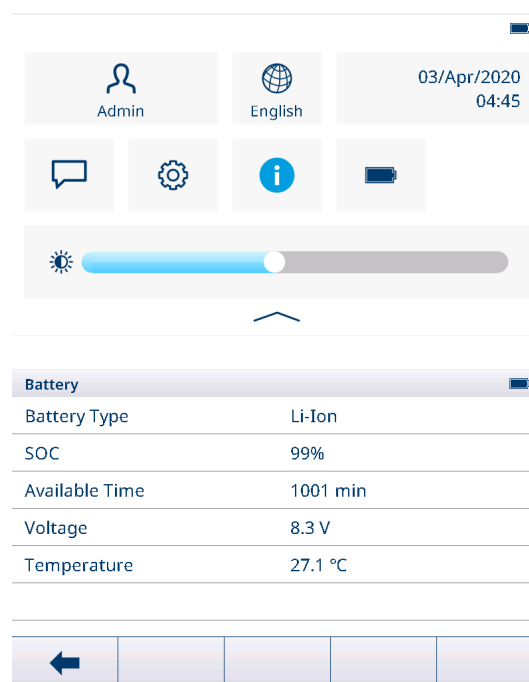 03/Apr/2020
04:45
Admin
English
Battery
Battery Type Li-Ion
SOC 99%
Available Time 1001 min
Voltage 8.3 V
Temperature 27.1 °C